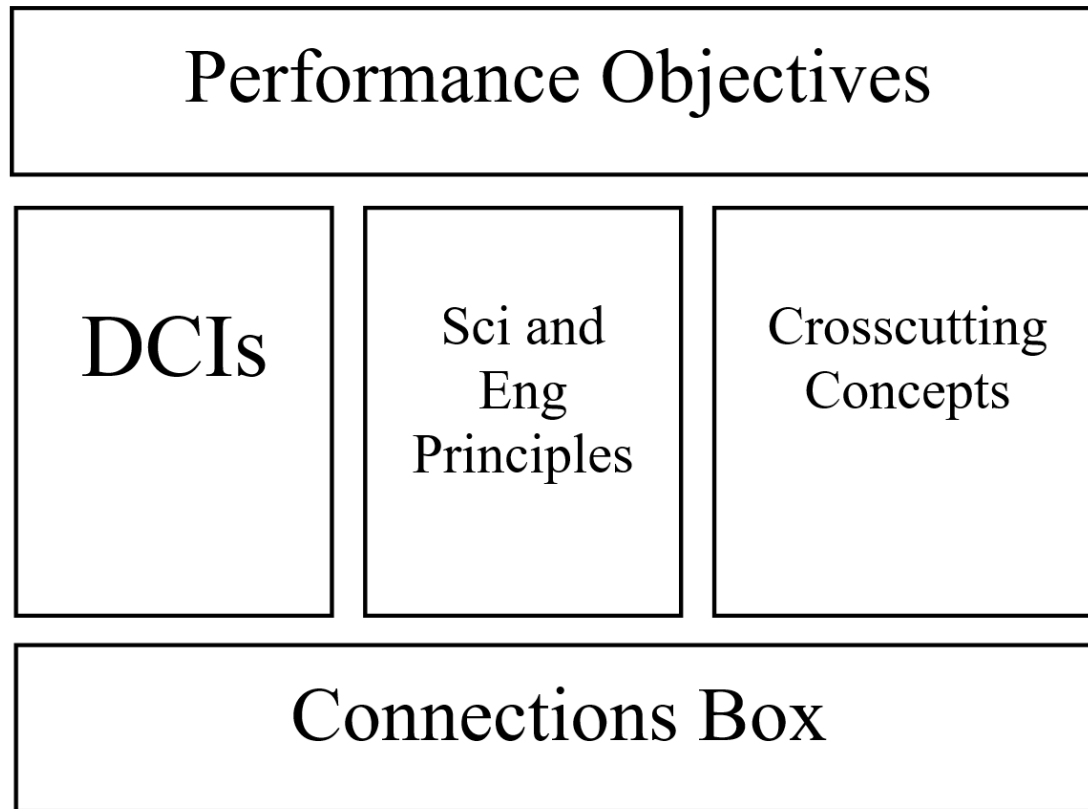 Performance Objectives
DCIs
Sci and
Eng
Principles
Crosscutting
Concepts
Connections Box